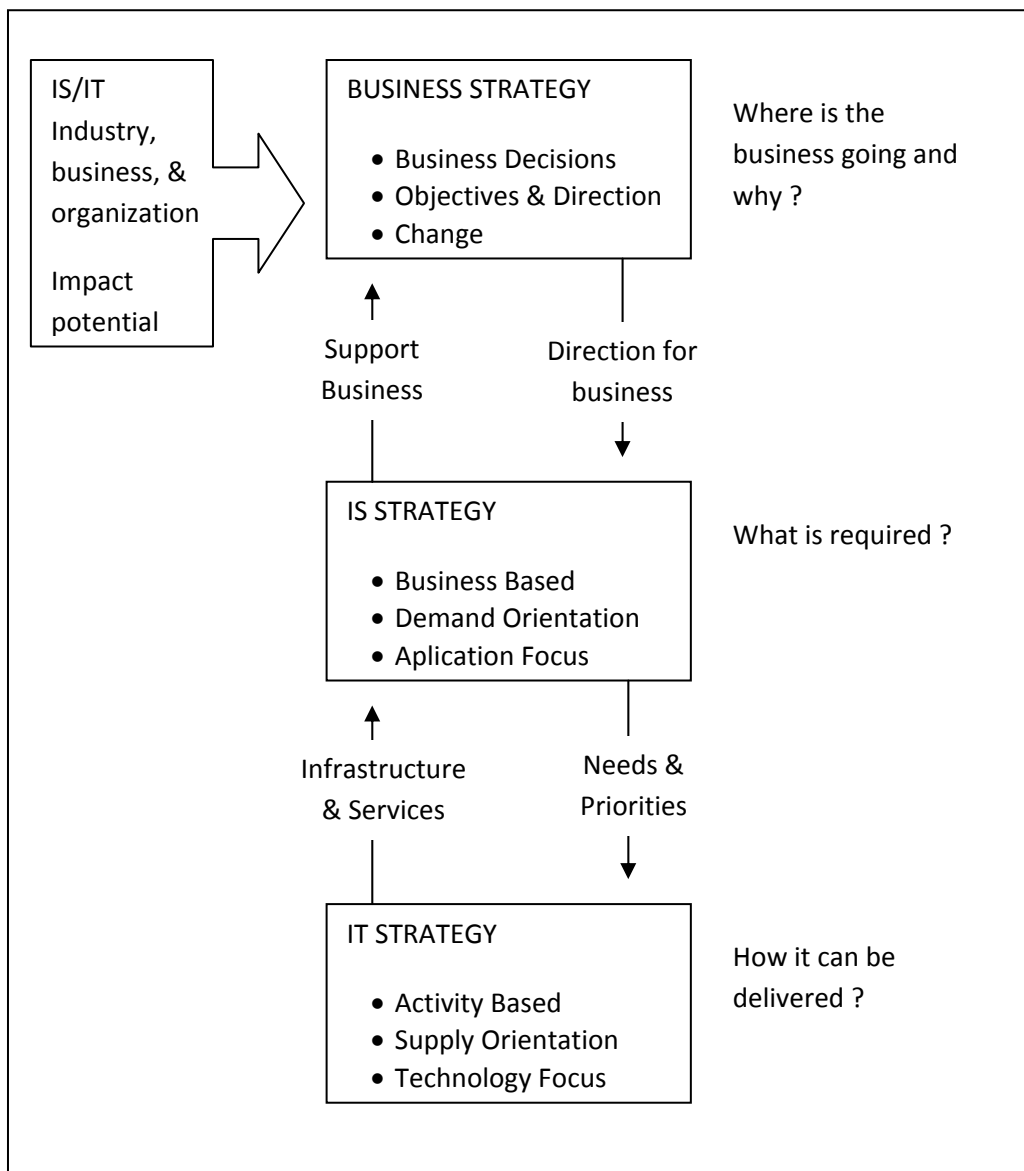 IS/IT
Industry,
business, &
organization
Impact
potential
BUSINESS STRATEGY
• Business Decisions
• Objectives & Direction
• Change
Where is the
business going and
why ?
Support
Business
Direction for
business
IS STRATEGY
• Business Based
• Demand Orientation
• Aplication Focus
What is required ?
Infrastructure
& Services
Needs &
Priorities
IT STRATEGY
• Activity Based
• Supply Orientation
• Technology Focus
How it can be
delivered ?